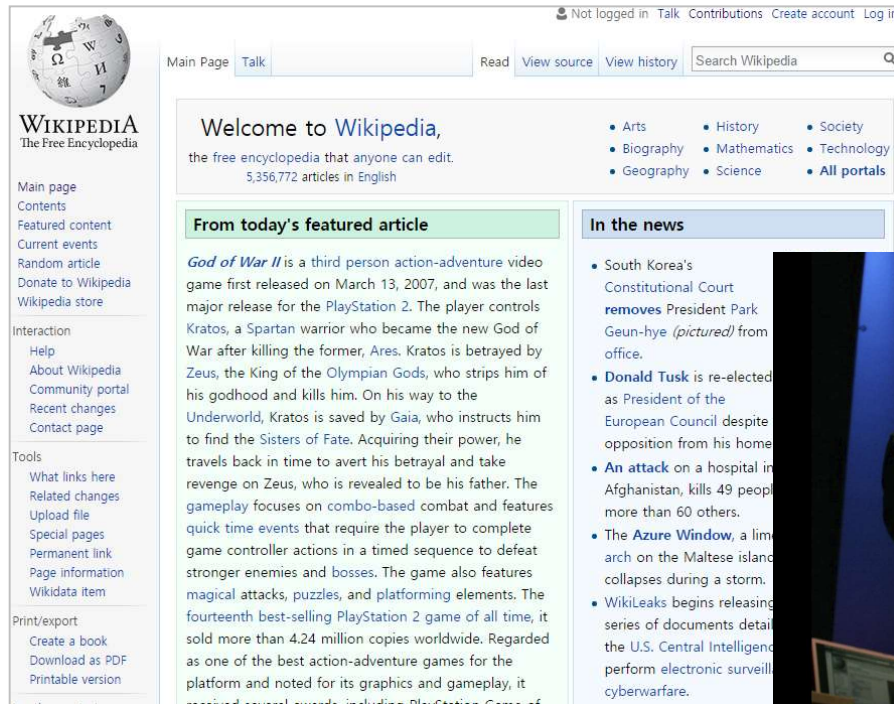 Not logged in Talk Contributions Create account Log in
Main Page Talk Read View source View history Search Wikipedia
WIKIPEDIA
The Free Encyclopedia
Main page
Contents
Featured content
Current events
Random article
Donate to Wikipedia
Wikipedia store
Interaction
Help
About Wikipedia
Community portal
Recent changes
Contact page
Tools
What links here
Related changes
Upload file
Special pages
Permanent link
Page information
Wikidata item
Print/export
Create a book
Download as PDF
Printable version
Welcome to Wikipedia,
the free encyclopedia that anyone can edit.
5,356,772 articles in English
Arts History Society
Biography Mathematics Technology
Geography Science All portals
From today's featured article
God of War II is a third person action-adventure video
game first released on March 13, 2007, and was the last
major release for the PlayStation 2. The player controls
Kratos, a Spartan warrior who became the new God of
War after killing the former, Ares. Kratos is betrayed by
Zeus, the King of the Olympian Gods, who strips him of
his godhood and kills him. On his way to the
Underworld, Kratos is saved by Gaia, who instructs him
to find the Sisters of Fate. Acquiring their power, he
travels back in time to avert his betrayal and take
revenge on Zeus, who is revealed to be his father. The
gameplay focuses on combo-based combat and features
quick time events that require the player to complete
game controller actions in a timed sequence to defeat
stronger enemies and bosses. The game also features
magical attacks, puzzles, and platforming elements. The
fourteenth best-selling PlayStation 2 game of all time, it
sold more than 4.24 million copies worldwide. Regarded
as one of the best action-adventure games for the
platform and noted for its graphics and gameplay, it
In the news
South Korea's
Constitutional Court
removes President Park
Geun-hye (pictured) from
office.
Donald Tusk is re-elected
as President of the
European Council despite
opposition from his home
An attack on a hospital in
Afghanistan, kills 49
more than 60 others.
The Azure Window, a
arch on the Maltese
collapses during a storm.
WikiLeaks begins releasing
series of documents
the U.S. Central
perform electronic
cyberwarfare.